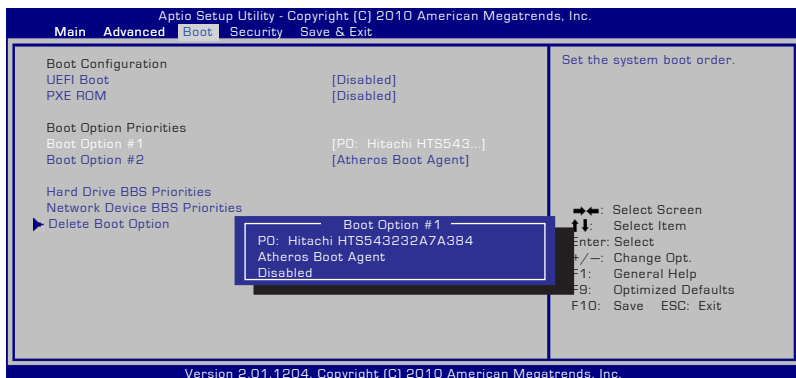 Aptio Setup Utility - Copyright (C) 2010 American Megatrends, Inc.
Main Advanced Boot Security Save & Exit
Boot Configuration
UEFI Boot [Disabled]
PXE ROM [Disabled]
Boot Option Priorities
Boot Option #1 [P0: Hitachi HTS543...]
Boot Option #2 [Atheros Boot Agent]
Hard Drive BBS Priorities
Network Device BBS Priorities
Delete Boot Option
Boot Option #1
P0: Hitachi HTS543232A7A384
Atheros Boot Agent
Disabled
Set the system boot order.
→←: Select Screen
↑↓: Select Item
Enter: Select
+/—: Change Opt.
F1: General Help
F9: Optimized Defaults
F10: Save ESC: Exit
Version 2.01.1204. Copyright (C) 2010 American Megatrends, Inc.